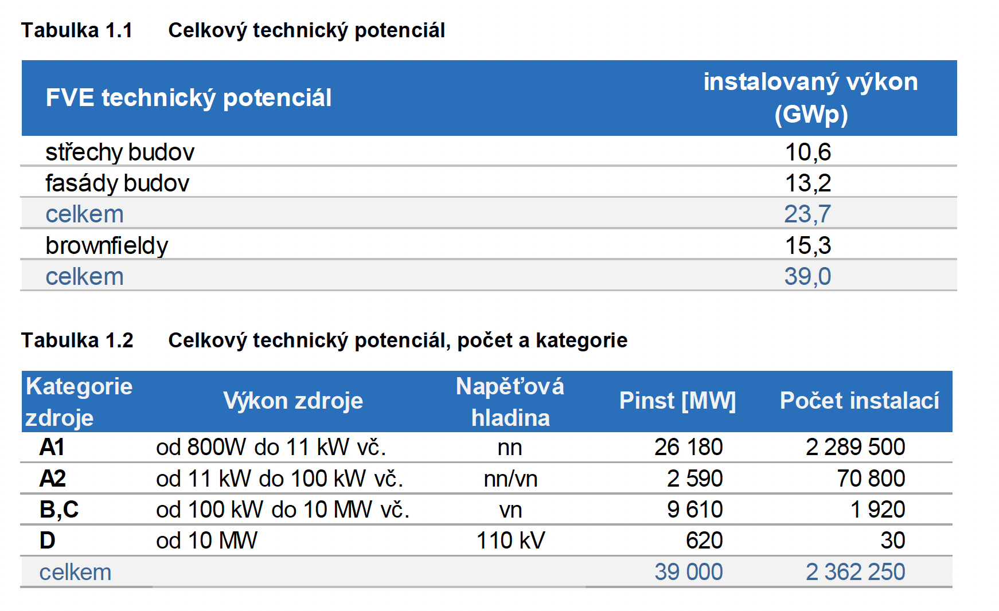 Tabulka 1.1 Celkový technický potenciál
FVE technický potenciál instalovaný výkon (GWp)
střechy budov 10,6
fasády budov 13,2
celkem 23,7
brownfieldy 15,3
celkem 39,0
Tabulka 1.2 Celkový technický potenciál, počet a kategorie
Kategorie zdroje Výkon zdroje Napěťová hladina Pinst [MW] Počet instalací
A1 od 800W do 11 kW vč. nn 26 180 2 289 500
A2 od 11 kW do 100 kW vč. nn/vn 2 590 70 800
B,C od 100 kW do 10 MW vč. vn 9 610 1 920
D od 10 MW 110 kV 620 30
celkem 39 000 2 362 250